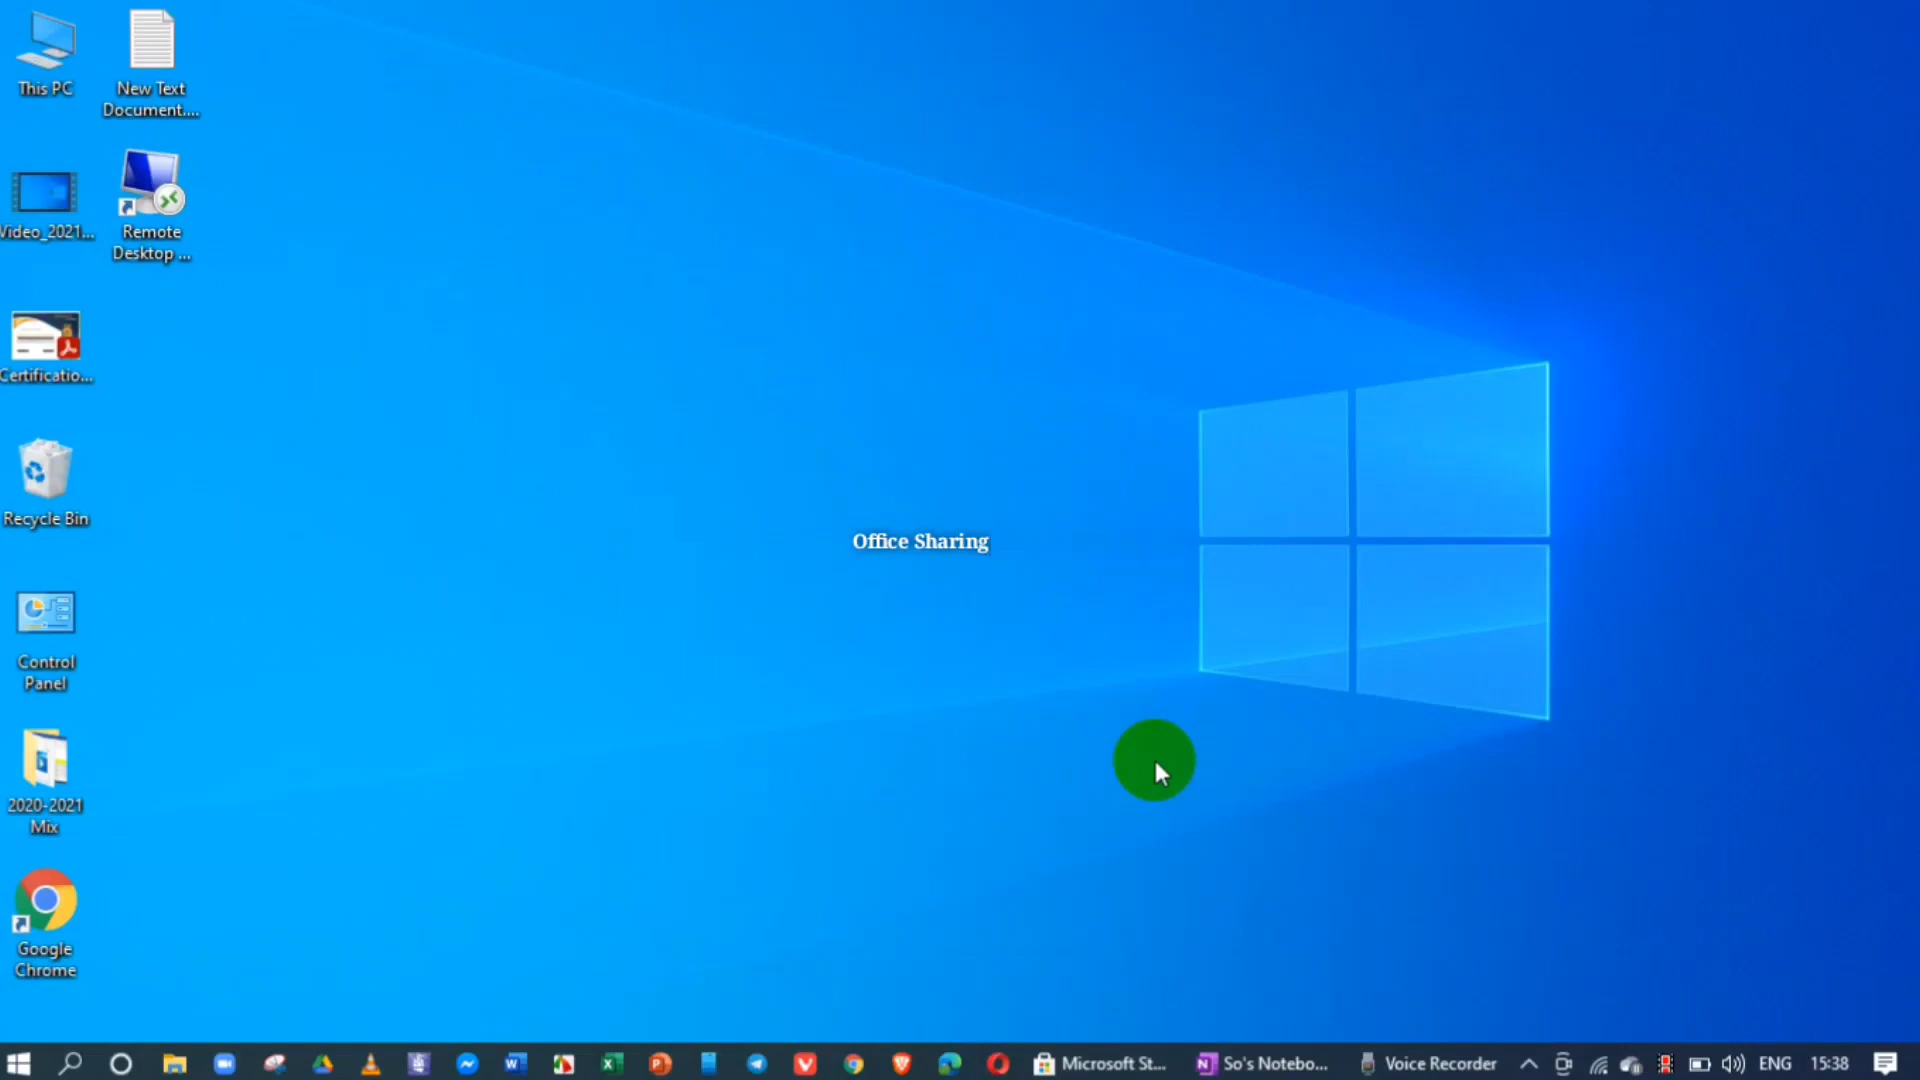 This PC
New Text
Document....
Video_2021...
Remote
Desktop ...
Certificatio...
Recycle Bin
Office Sharing
Control
Panel
2020-2021
Mix
Google
Chrome
Microsoft St...
So's Notebo...
Voice Recorder
ENG
15:38